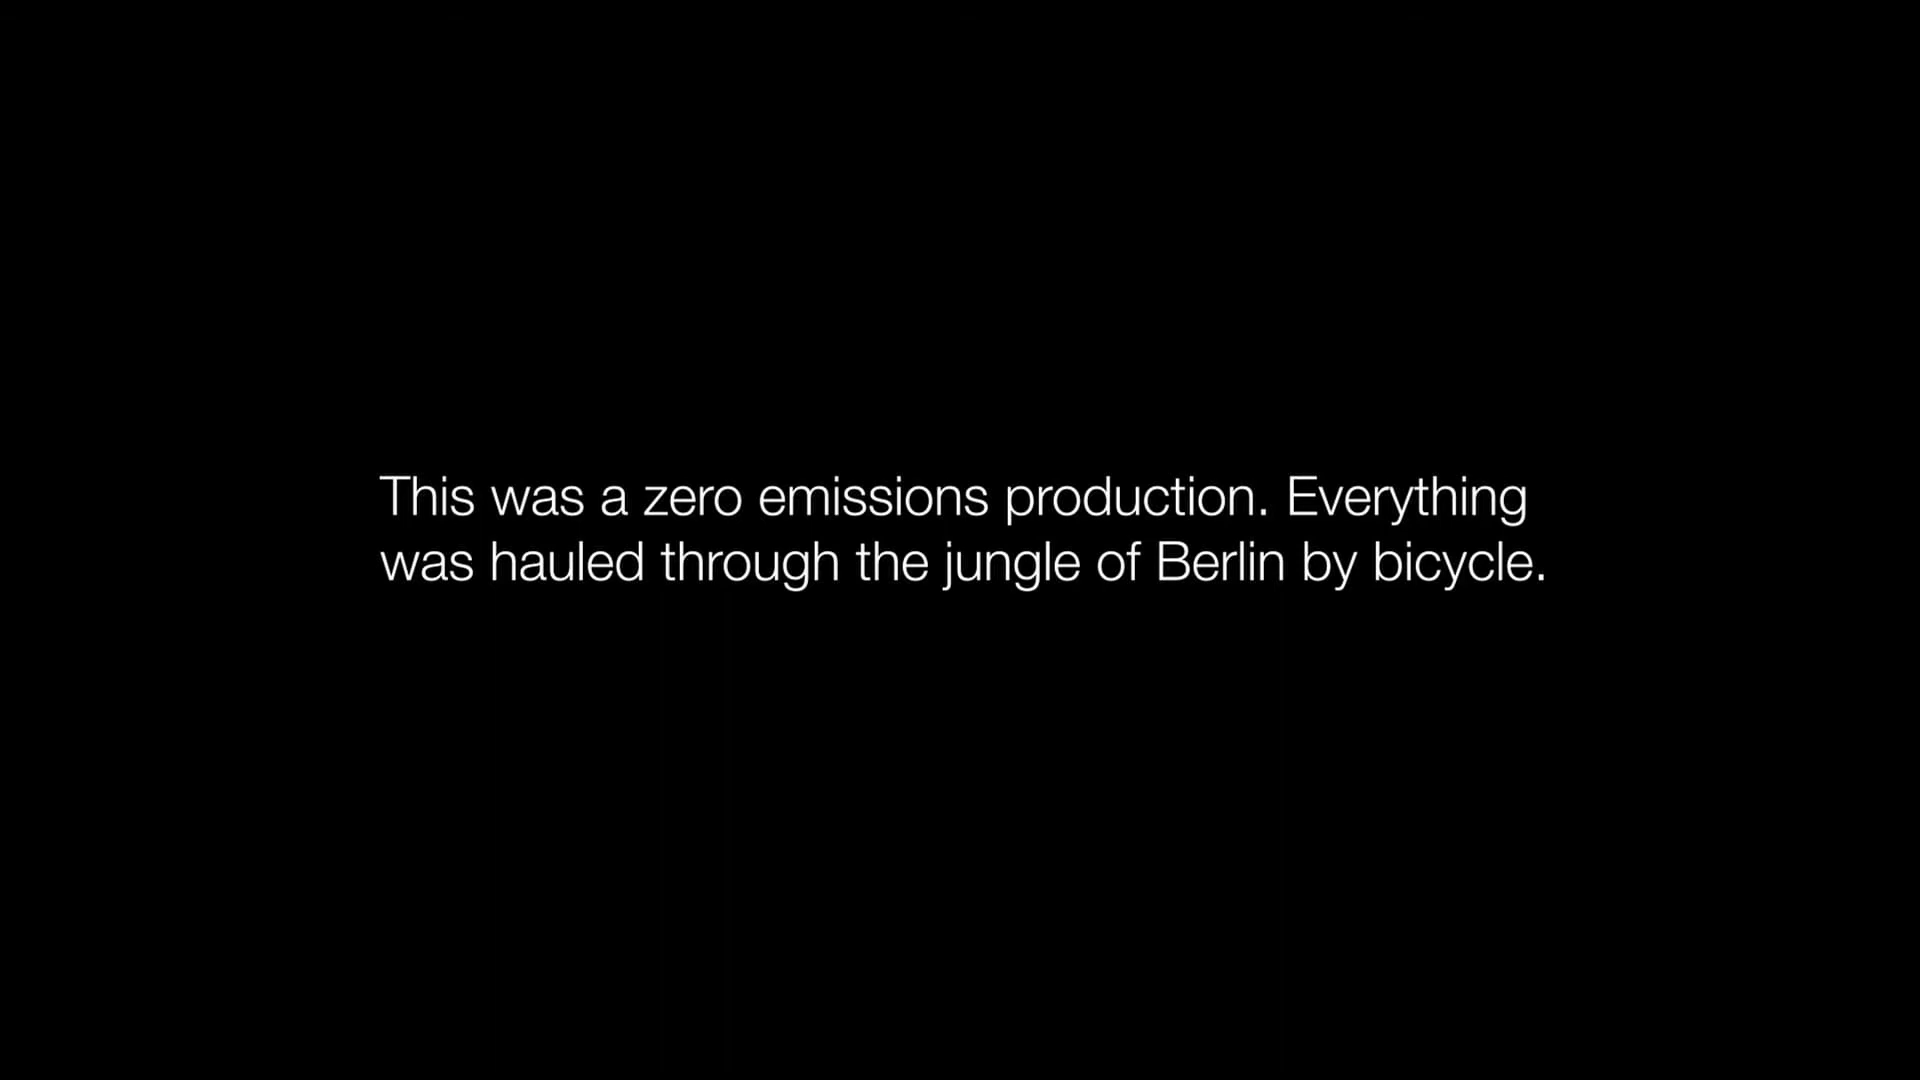 This was a zero emissions production. Everything
was hauled through the jungle of Berlin by bicycle.